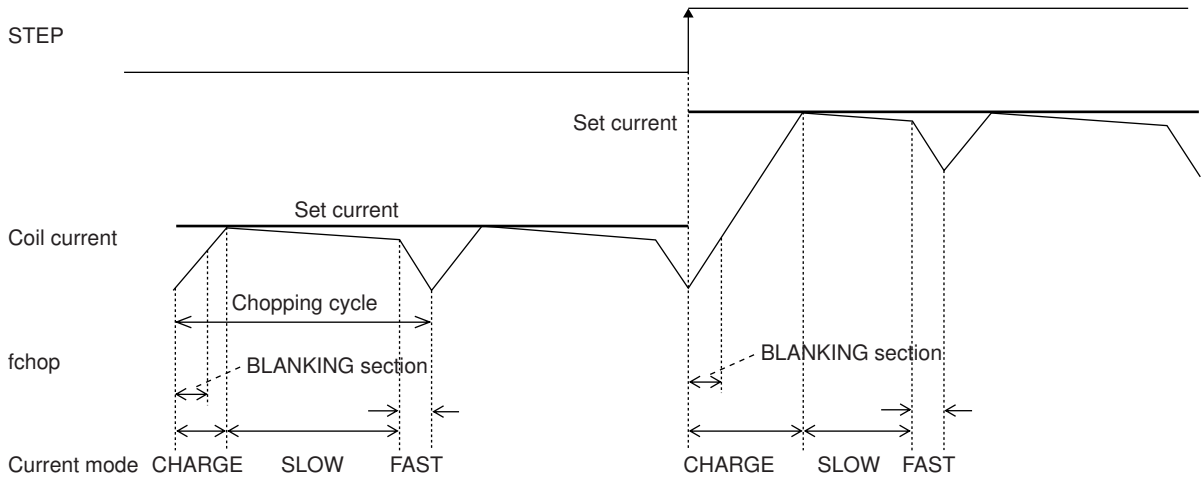 STEP
Set current
Set current
Coil current
Chopping cycle
fchop
BLANKING section
BLANKING section
Current mode CHARGE SLOW FAST CHARGE SLOW FAST